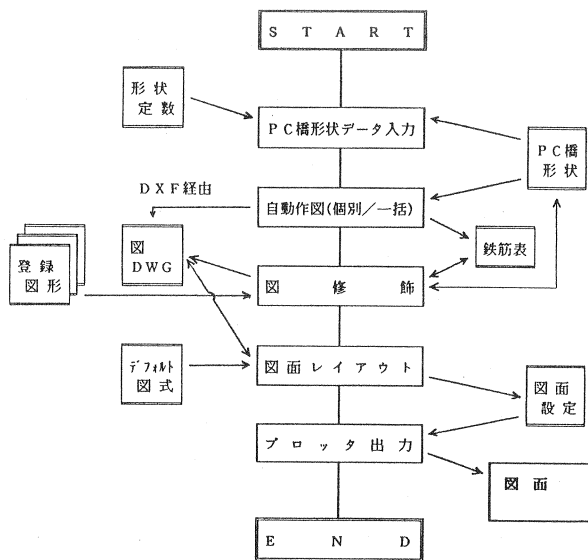 START
形状
定数
PC橋形状データ入力
PC橋
形状
DXF経由
自動作図(個別/一括)
図
DWG
鉄筋表
登録
図形
図修飾
デフォルト
図式
図面レイアウト
図面
設定
プロッタ出力
図面
END